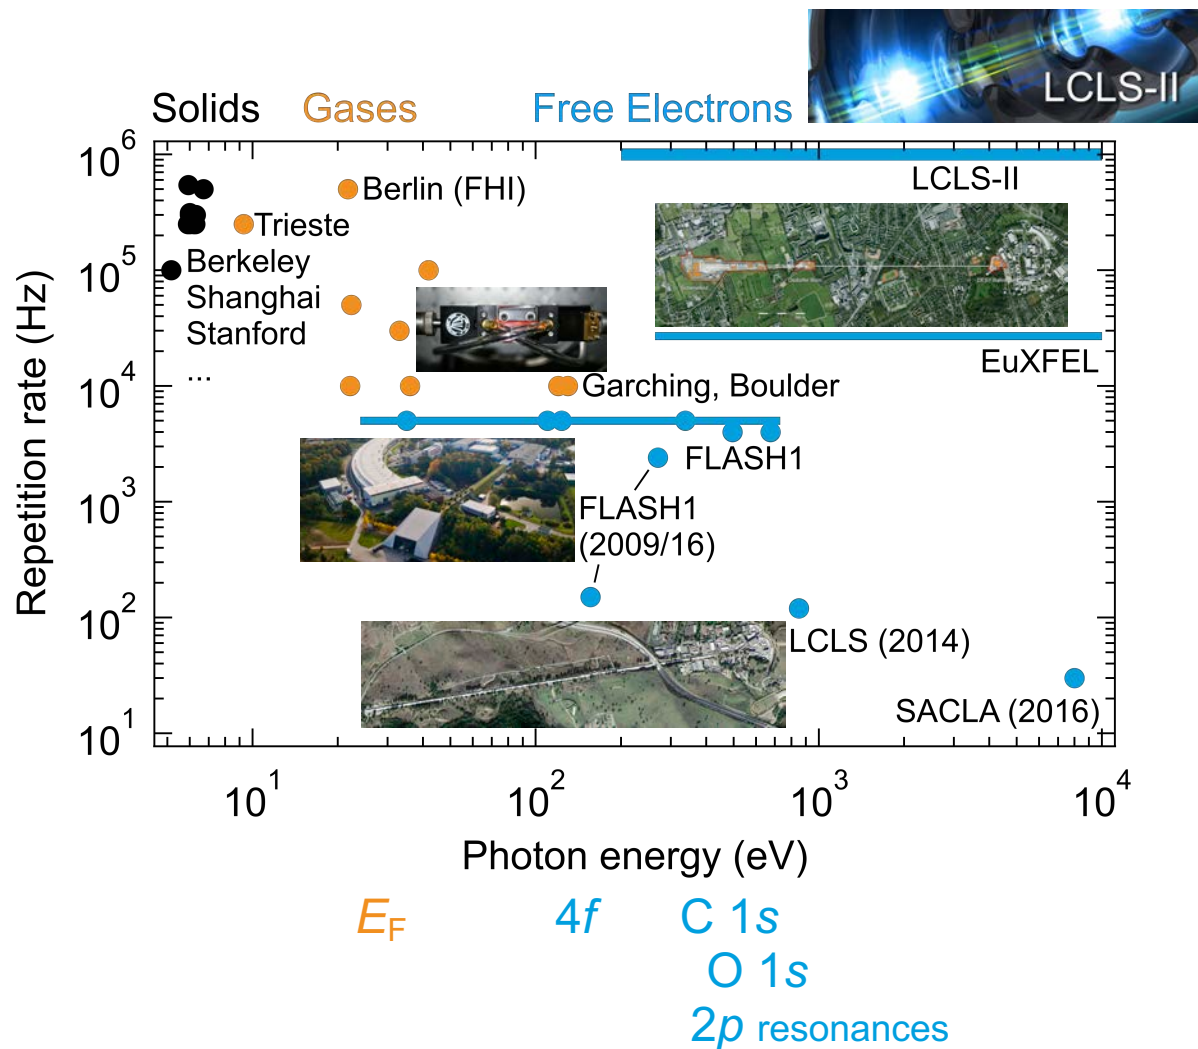 LCLS-II
Solids
Gases
Free Electrons
10^6
10^5
10^4
10^3
10^2
10^1
Repetition rate (Hz)
LCLS-II
Berlin (FHI)
Trieste
Berkeley
Shanghai
Stanford
...
EuXFEL
Garching, Boulder
FLASH1
FLASH1
(2009/16)
LCLS (2014)
SACLA (2016)
10^1
10^2
10^3
10^4
Photon energy (eV)
E_F
4f
C 1s
O 1s
2p resonances